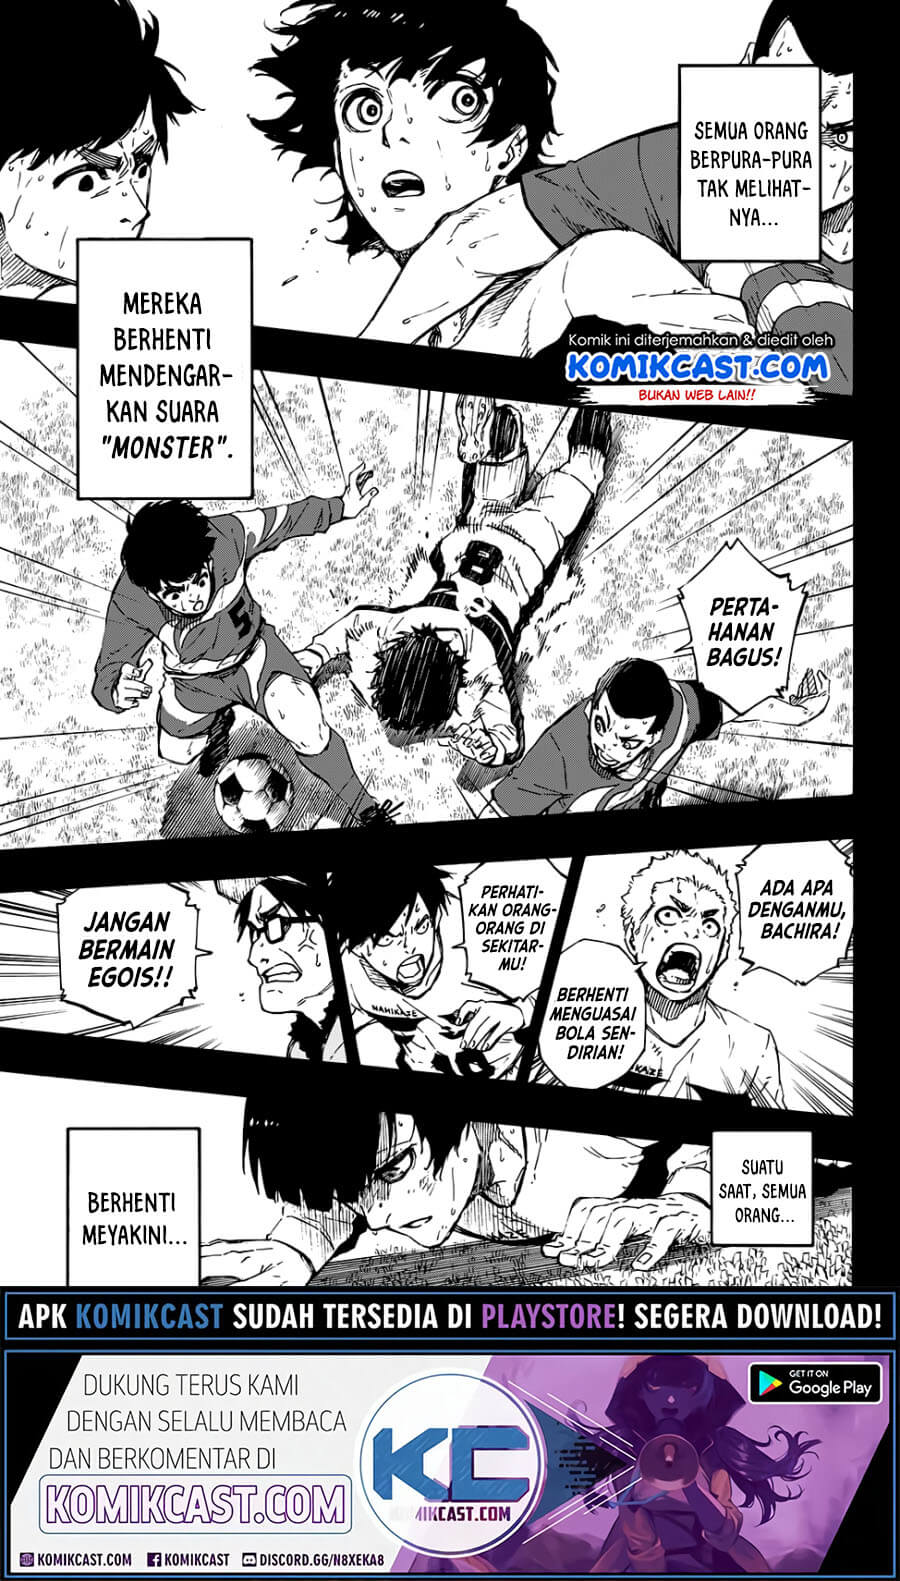 SEMUA ORANG
BERPURA-PURA
TAK MELIHAT-
NYA...
MEREKA
BERHENTI
MENDENGAR-
KAN SUARA
"MONSTER".
Komik ini diterjemahkan & diedit oleh
KOMIKCAST.COM
BUKAN WEB LAIN!!
8
5
PERTA-
HANAN
BAGUS!
ADA APA
DENGANMU,
BACHIRA!
BERHENTI
MENGUASAI
BOLA SEN-
DIRIAN!
KAZE
PERHATI-
KAN ORANG-
ORANG DI
SEKITAR-
MU!
NAMIKAZE
JANGAN
BERMAIN
EGOIS!!
SUATU
SAAT, SEMUA
ORANG...
BERHENTI
MEYAKINI...
APK KOMIKCAST SUDAH TERSEDIA DI PLAYSTORE! SEGERA DOWNLOAD!
DUKUNG TERUS KAMI
DENGAN SELALU MEMBACA
DAN BERKOMENTAR DI
KOMIKCAST.COM
KOMIKCAST.COM KOMIKCAST DISCORD.GG/N8XEKA8
KC
KOMIKCAST.COM
GET IT ON
Google Play